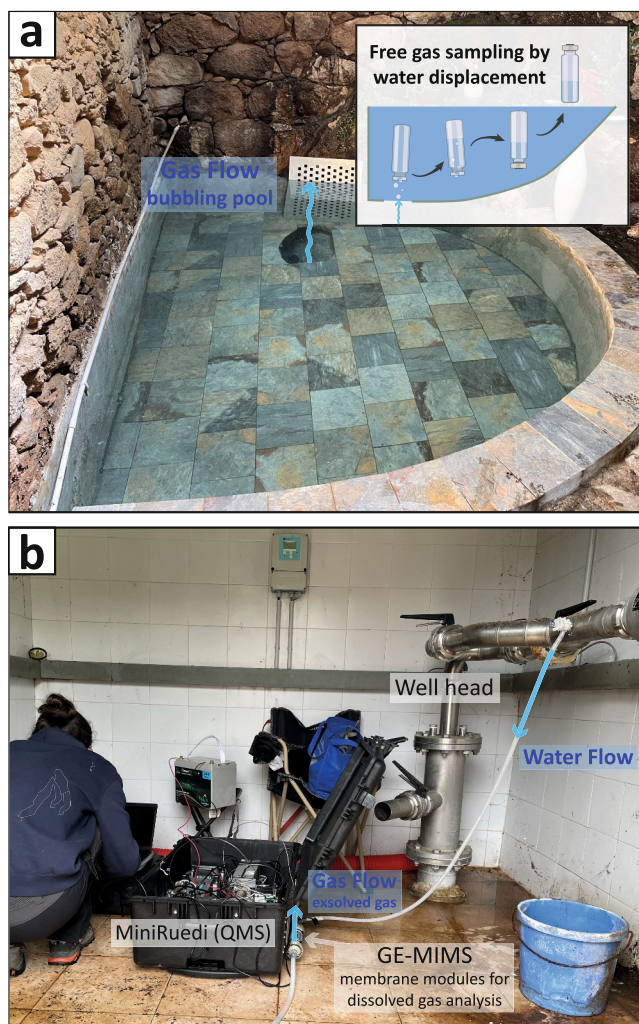 a
Free gas sampling by
water displacement
Gas Flow
bubbling pool
b
Well head
Water Flow
Gas Flow
exsolved gas
MiniRuedi (QMS)
GE-MIMS
membrane modules for
dissolved gas analysis